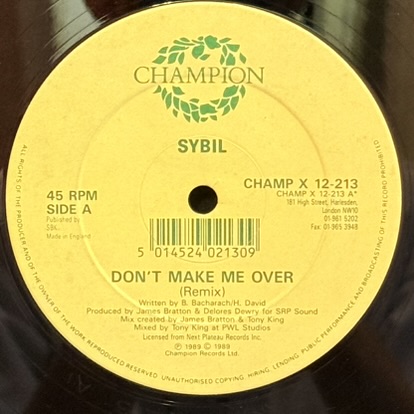 CHAMPION
SYBIL
45 RPM
SIDE A
Published by
SBK.
Made in England
CHAMP X 12-213
CHAMP X 12-213 A*
181 High Street, Harlesden,
London NW10
01-961 5202
Fax: 01-965 3948
5 014524 021309
DON'T MAKE ME OVER
(Remix)
Written by B. Bacharach/H. David
Produced by James Bratton & Delores Dewry for SRP Sound
Mix created by James Bratton & Tony King
Mixed by Tony King at PWL Studios
Licensed from Next Plateau Records Inc.
℗ 1989 © 1989
Champion Records Ltd.
ALL RIGHTS OF THE PRODUCER AND OF THE OWNER OF THE WORK REPRODUCED RESERVED. UNAUTHORISED COPYING, HIRING, LENDING, PUBLIC PERFORMANCE AND BROADCASTING OF THIS RECORD PROHIBITED.